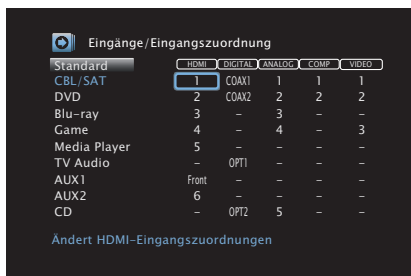 Eingänge/Eingangszuordnung
Standard HDMI DIGITAL ANALOG COMP VIDEO
CBL/SAT 1 COAX1 1 1 1
DVD 2 COAX2 2 2 2
Blu-ray 3 – 3 – –
Game 4 – 4 – 3
Media Player 5 – – – –
TV Audio – OPT1 – – –
AUX1 Front – – – –
AUX2 6 – – – –
CD – OPT2 5 – –
Ändert HDMI-Eingangszuordnungen